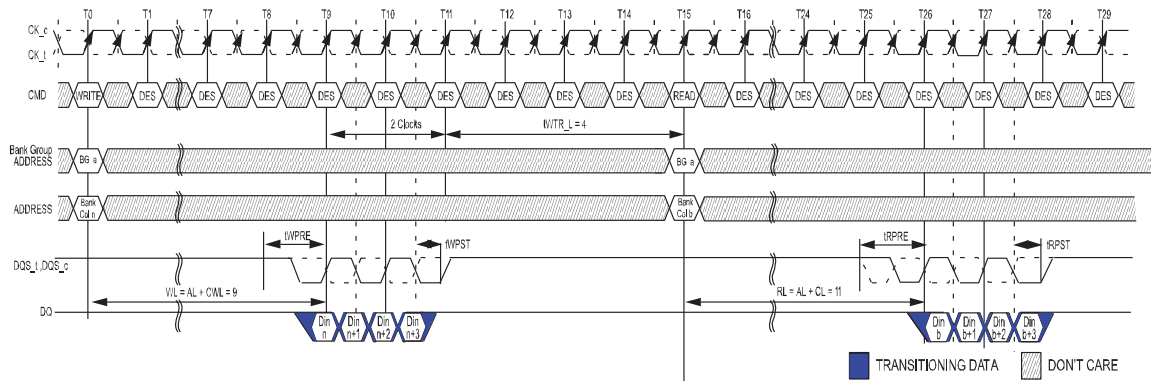 T0 T1 T7 T8 T9 T10 T11 T12 T13 T14 T15 T16 T24 T25 T26 T27 T28 T29
CK_c
CK_t
CMD WRITE DES DES DES DES DES DES DES DES DES READ DES DES DES DES DES DES DES
2 Clocks tWTR_L = 4
Bank Group
ADDRESS BG a BG a
ADDRESS Bank Col n Bank Col b
tWPRE tWPST tRPRE tRPST
DQS_t,DQS_c
WL = AL + CWL = 9 RL = AL + CL = 11
DQ Din n Din n+1 Din n+2 Din n+3 Din b Din b+1 Din b+2 Din b+3
TRANSITIONING DATA DON'T CARE